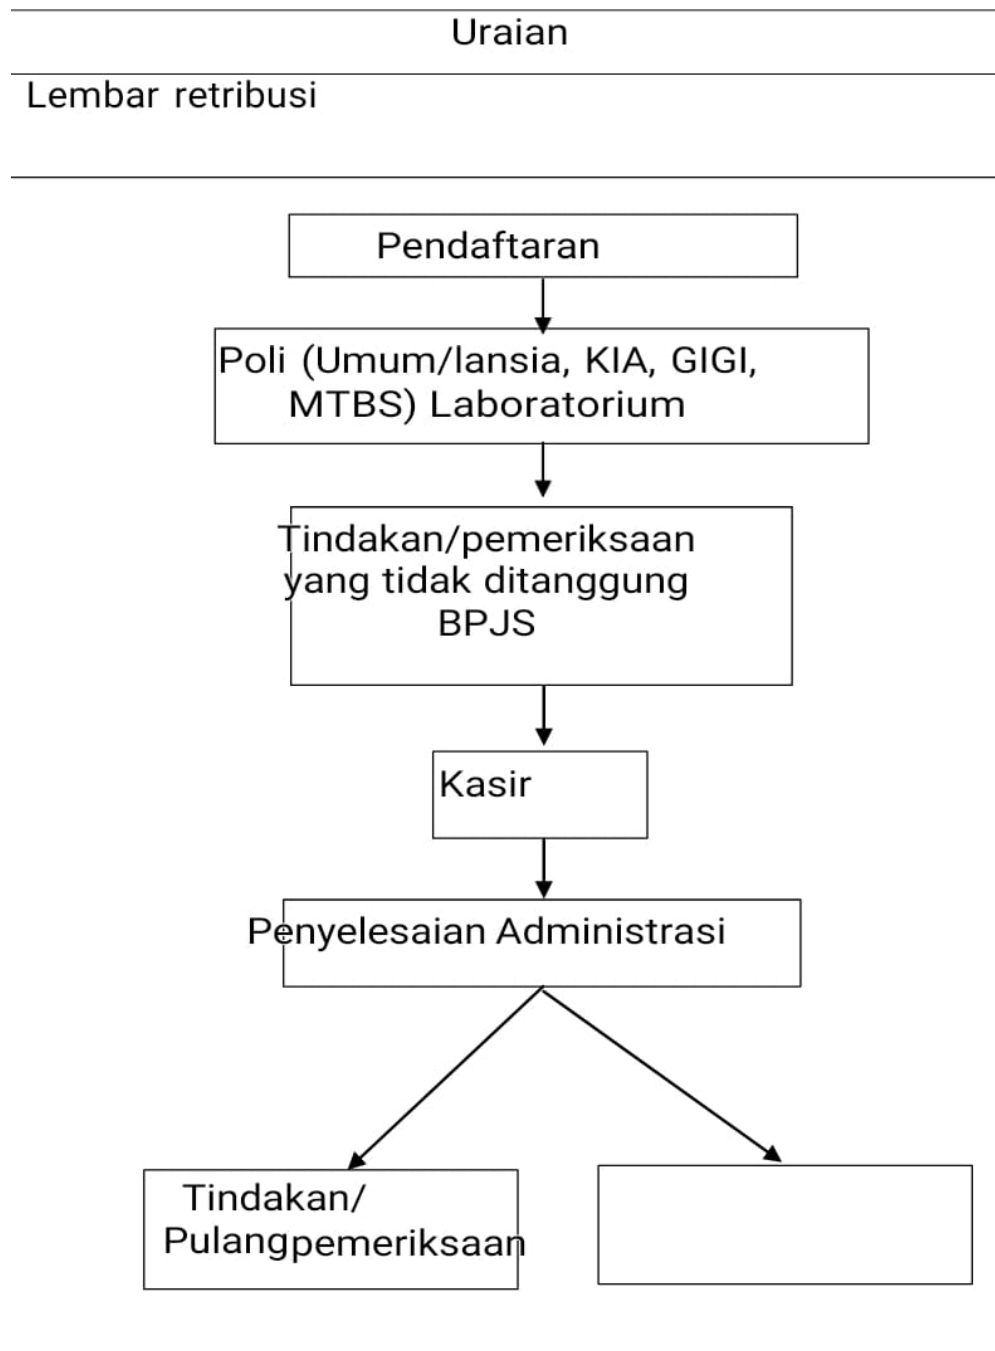 Uraian
Lembar retribusi
Pendaftaran
Poli (Umum/lansia, KIA, GIGI,
MTBS) Laboratorium
Tindakan/pemeriksaan
yang tidak ditanggung
BPJS
Kasir
Penyelesaian Administrasi
Tindakan/
Pulangpemeriksaan